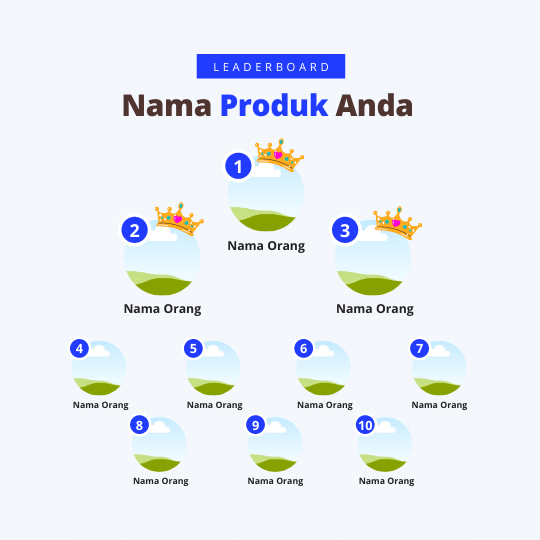 LEADERBOARD
Nama Produk Anda
1
Nama Orang
2
Nama Orang
3
Nama Orang
4
Nama Orang
5
Nama Orang
6
Nama Orang
7
Nama Orang
8
Nama Orang
9
Nama Orang
10
Nama Orang